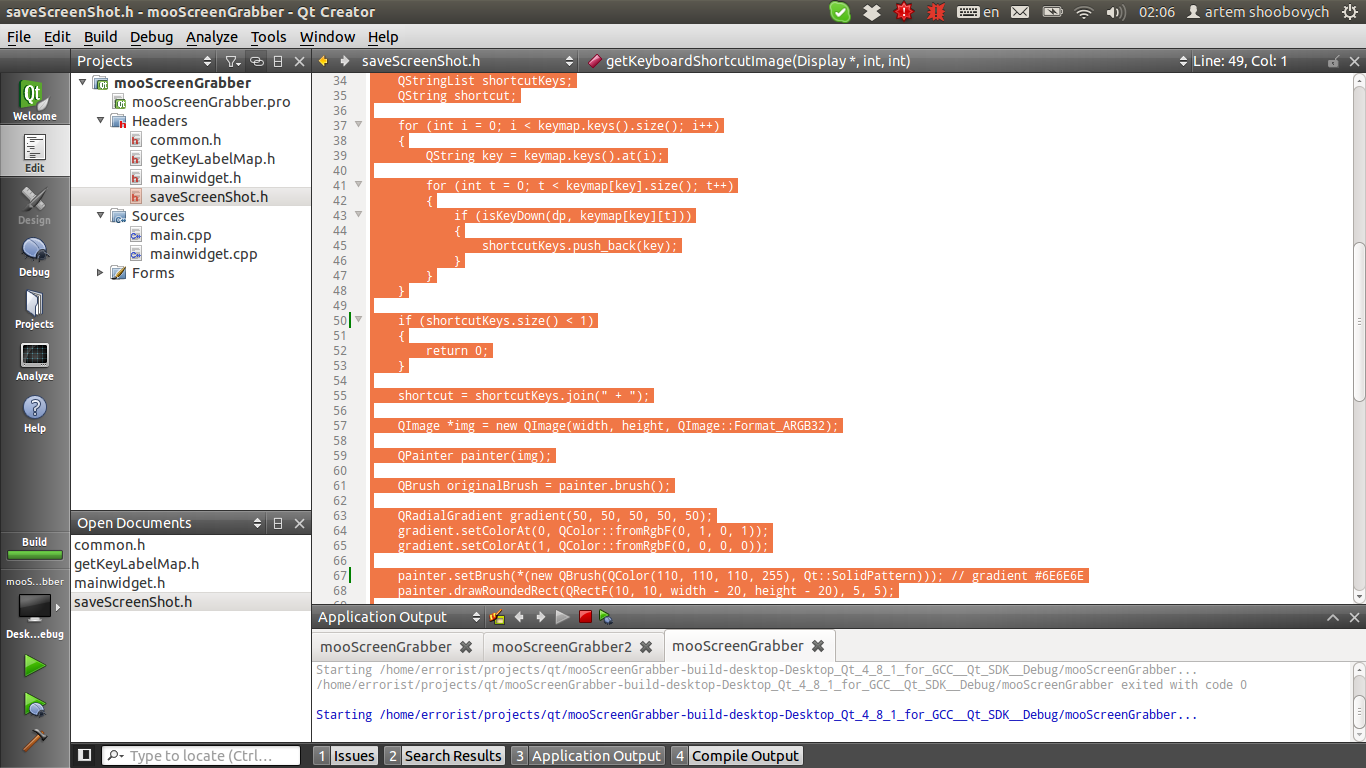 saveScreenShot.h - mooScreenGrabber - Qt Creator
en
02:06
artem shoobovych
File Edit Build Debug Analyze Tools Window Help
Projects
saveScreenShot.h
getKeyboardShortcutImage(Display *, int, int)
Line: 49, Col: 1
Welcome
Edit
Design
Debug
Projects
Analyze
Help
Build
mooS...bber
Desk...ebug
mooScreenGrabber
mooScreenGrabber.pro
Headers
common.h
getKeyLabelMap.h
mainwidget.h
saveScreenShot.h
Sources
main.cpp
mainwidget.cpp
Forms
Open Documents
common.h
getKeyLabelMap.h
mainwidget.h
saveScreenShot.h
34 QStringList shortcutKeys;
35 QString shortcut;
36
37 for (int i = 0; i < keymap.keys().size(); i++)
38 {
39 QString key = keymap.keys().at(i);
40
41 for (int t = 0; t < keymap[key].size(); t++)
42 {
43 if (isKeyDown(dp, keymap[key][t]))
44 {
45 shortcutKeys.push_back(key);
46 }
47 }
48 }
49
50 if (shortcutKeys.size() < 1)
51 {
52 return 0;
53 }
54
55 shortcut = shortcutKeys.join(" + ");
56
57 QImage *img = new QImage(width, height, QImage::Format_ARGB32);
58
59 QPainter painter(img);
60
61 QBrush originalBrush = painter.brush();
62
63 QRadialGradient gradient(50, 50, 50, 50, 50);
64 gradient.setColorAt(0, QColor::fromRgbF(0, 1, 0, 1));
65 gradient.setColorAt(1, QColor::fromRgbF(0, 0, 0, 0));
66
67 painter.setBrush(*(new QBrush(QColor(110, 110, 110, 255), Qt::SolidPattern))); // gradient #6E6E6E
68 painter.drawRoundedRect(QRectF(10, 10, width - 20, height - 20), 5, 5);
Application Output
mooScreenGrabber mooScreenGrabber2 mooScreenGrabber
Starting /home/errorist/projects/qt/mooScreenGrabber-build-desktop-Desktop_Qt_4_8_1_for_GCC__Qt_SDK__Debug/mooScreenGrabber...
/home/errorist/projects/qt/mooScreenGrabber-build-desktop-Desktop_Qt_4_8_1_for_GCC__Qt_SDK__Debug/mooScreenGrabber exited with code 0
Starting /home/errorist/projects/qt/mooScreenGrabber-build-desktop-Desktop_Qt_4_8_1_for_GCC__Qt_SDK__Debug/mooScreenGrabber...
Type to locate (Ctrl...
1 Issues 2 Search Results 3 Application Output 4 Compile Output